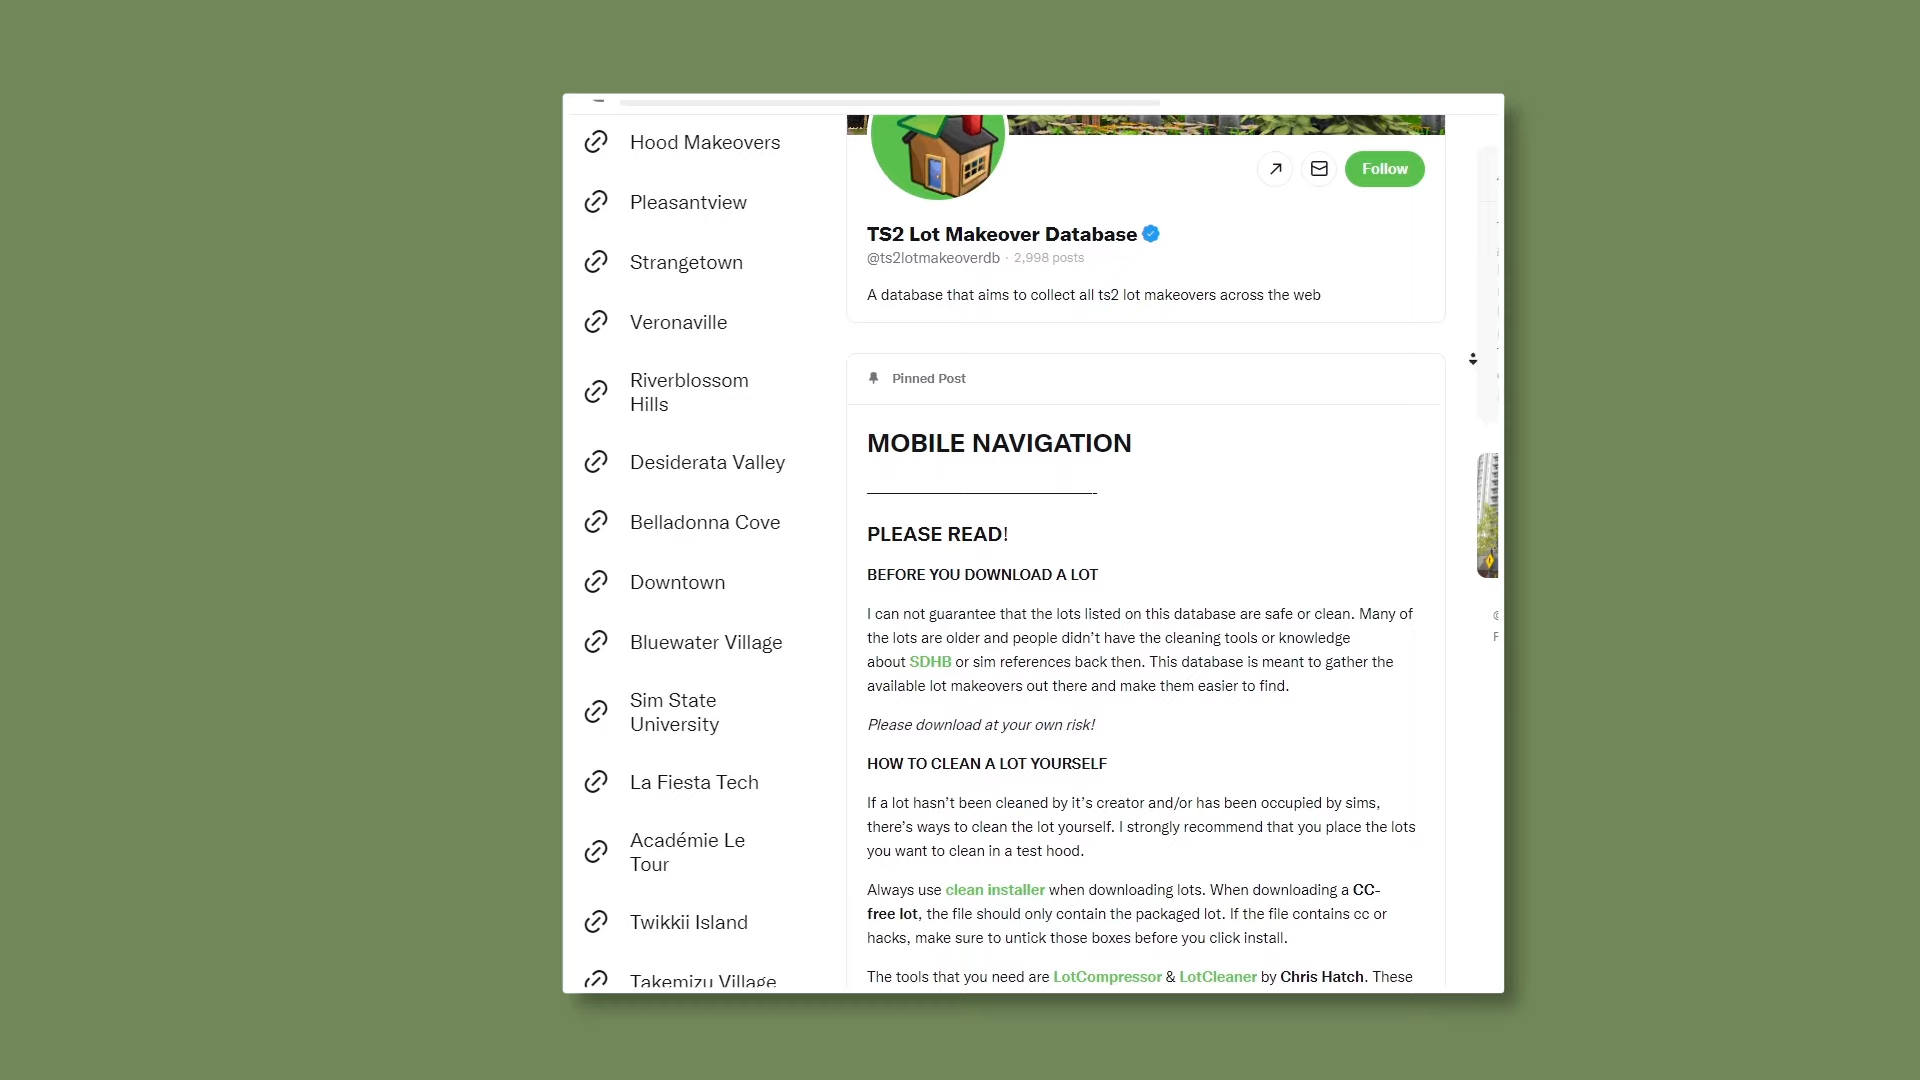 Hood Makeovers
Pleasantview
Strangetown
Veronaville
Riverblossom
Hills
Desiderata Valley
Belladonna Cove
Downtown
Bluewater Village
Sim State
University
La Fiesta Tech
Académie Le
Tour
Twikkii Island
Takemizu Village
Follow
TS2 Lot Makeover Database
@ts2lotmakeoverdb · 2,998 posts
A database that aims to collect all ts2 lot makeovers across the web
Pinned Post
MOBILE NAVIGATION
PLEASE READ!
BEFORE YOU DOWNLOAD A LOT
I can not guarantee that the lots listed on this database are safe or clean. Many of
the lots are older and people didn’t have the cleaning tools or knowledge
about SDHB or sim references back then. This database is meant to gather the
available lot makeovers out there and make them easier to find.
Please download at your own risk!
HOW TO CLEAN A LOT YOURSELF
If a lot hasn’t been cleaned by it’s creator and/or has been occupied by sims,
there’s ways to clean the lot yourself. I strongly recommend that you place the lots
you want to clean in a test hood.
Always use clean installer when downloading lots. When downloading a CC-
free lot, the file should only contain the packaged lot. If the file contains cc or
hacks, make sure to untick those boxes before you click install.
The tools that you need are LotCompressor & LotCleaner by Chris Hatch. These